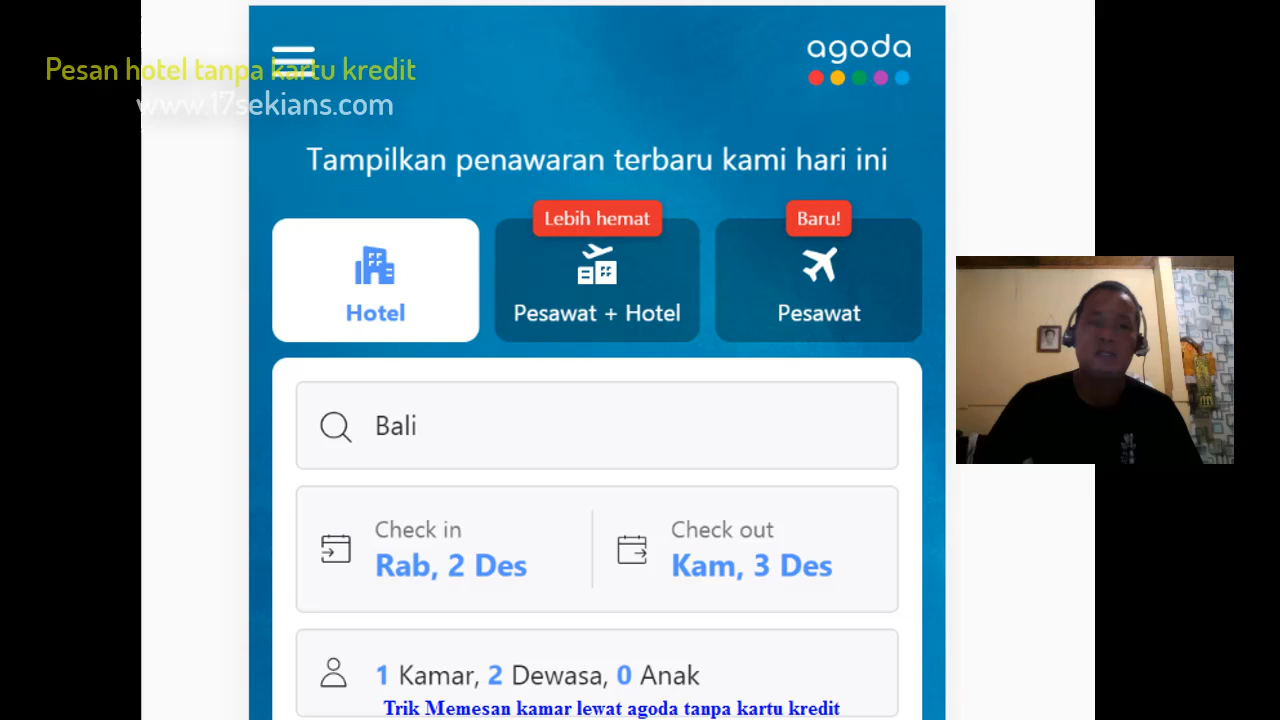 agoda
Pesan hotel tanpa kartu kredit
www.17sekians.com
Tampilkan penawaran terbaru kami hari ini
Lebih hemat
Baru!
Hotel
Pesawat + Hotel
Pesawat
Bali
Check in
Rab, 2 Des
Check out
Kam, 3 Des
1 Kamar, 2 Dewasa, 0 Anak
Trik Memesan kamar lewat agoda tanpa kartu kredit